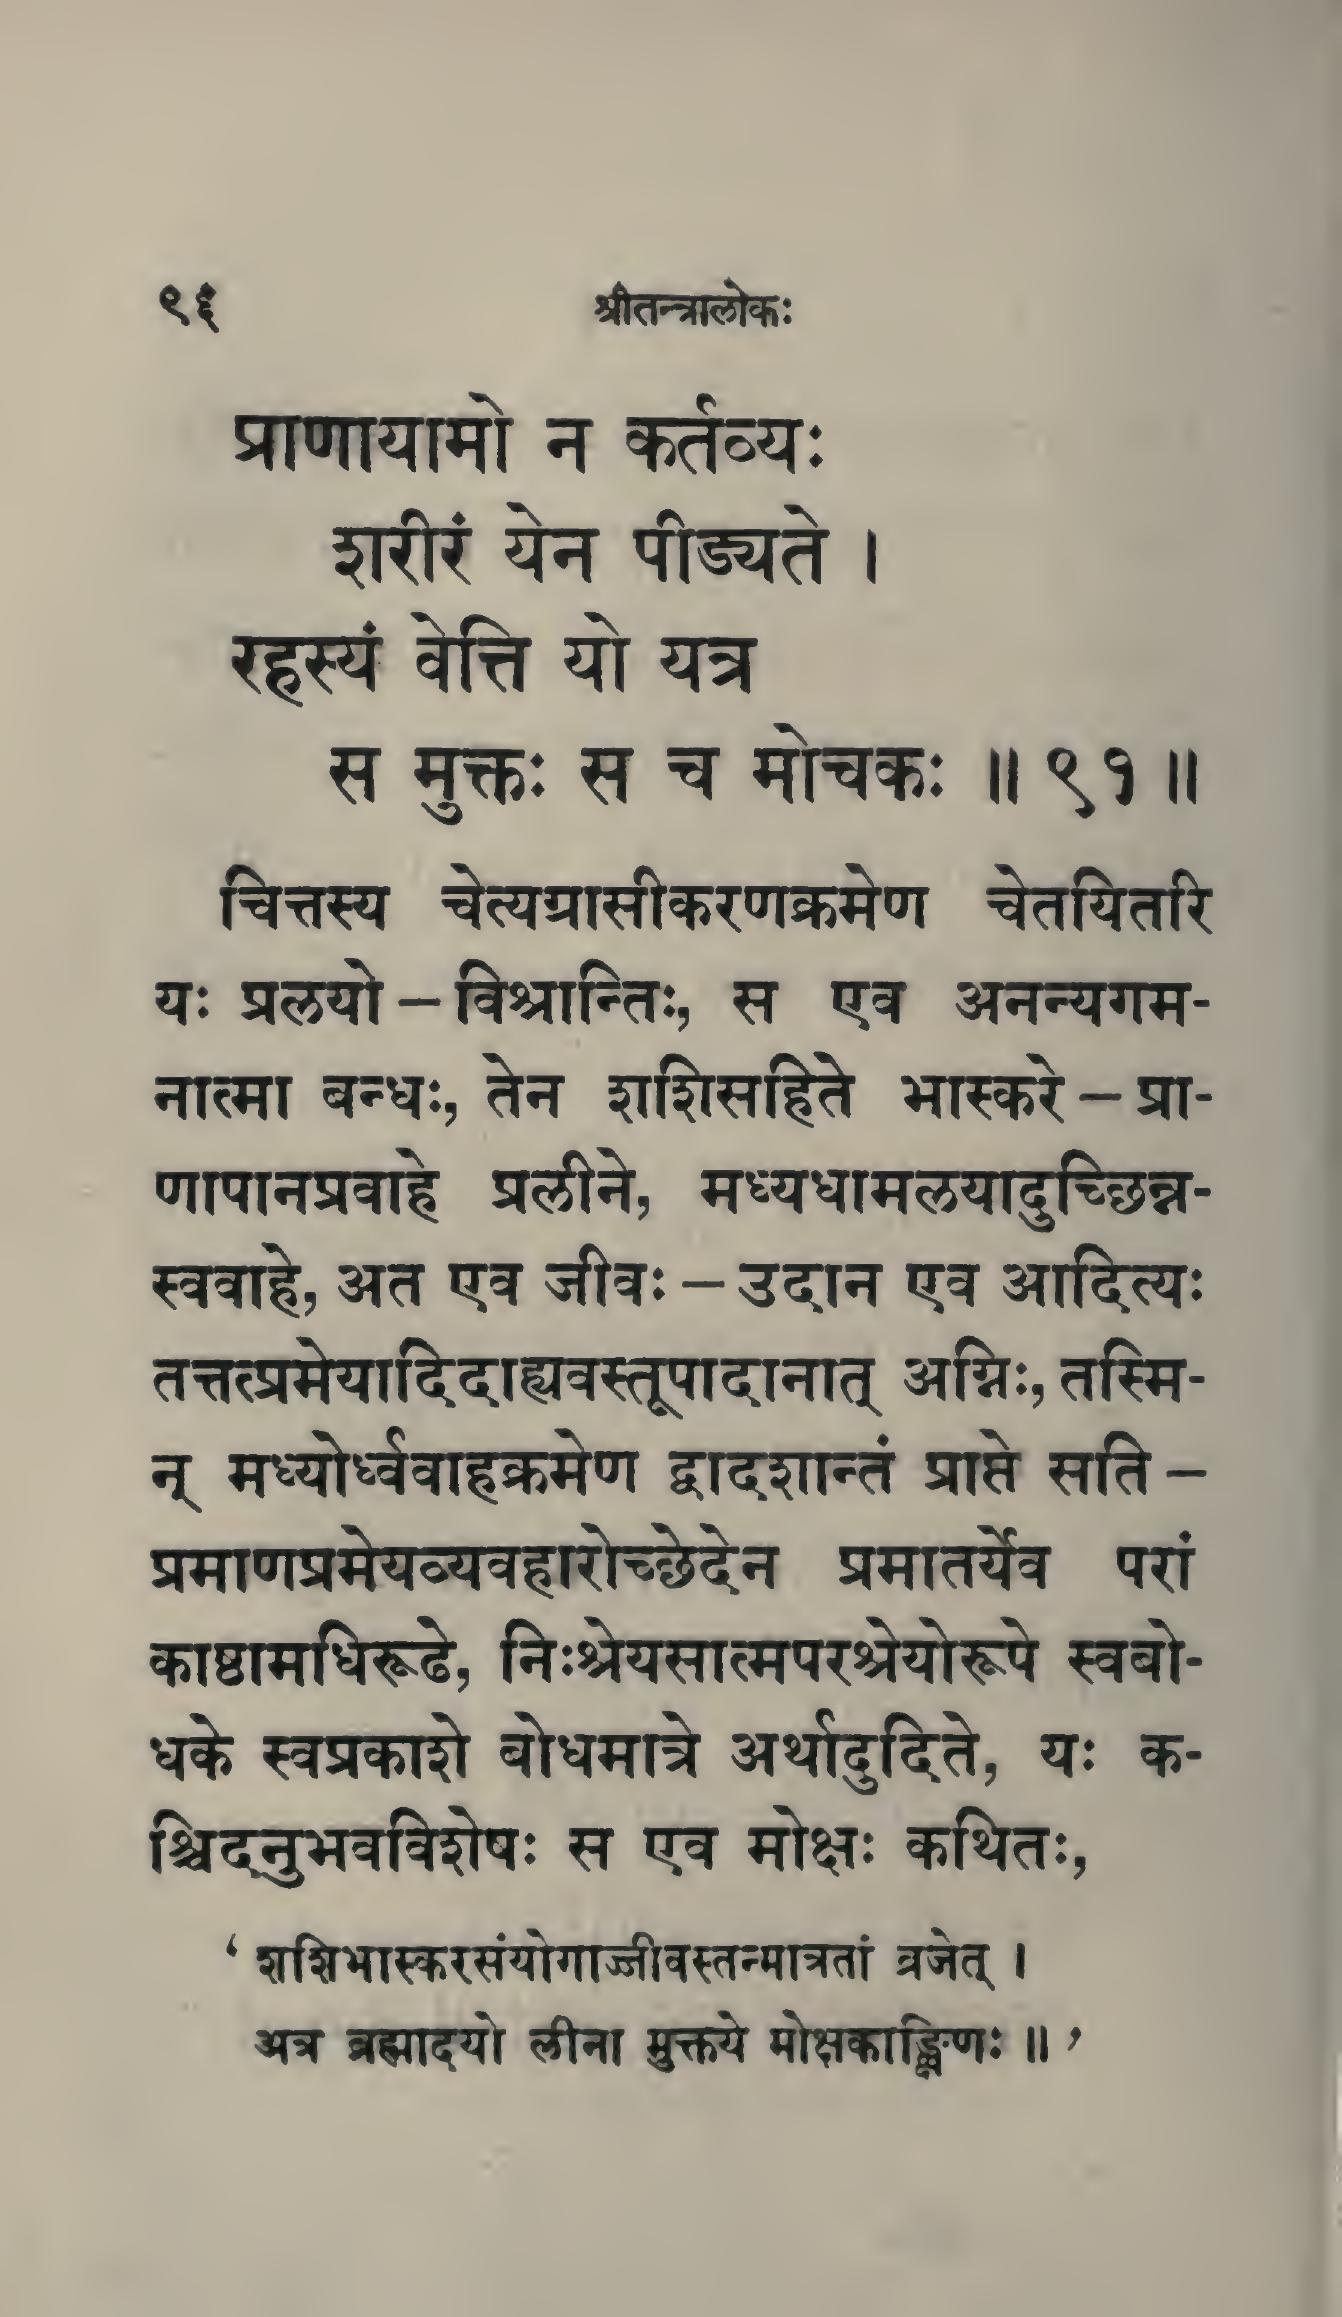 ९६ श्रीतन्त्रालोकः
प्राणायामो न कर्तव्यः
शरीरं येन पीड्यते ।
रहस्यं वेत्ति यो यत्र
स मुक्तः स च मोचकः ॥ ९१ ॥
चित्तस्य चेत्यग्रासीकरणक्रमेण चेतयितरि
यः प्रलयो – विश्रान्तिः, स एव अनन्यगम-
नात्मा बन्धः, तेन शशिसहिते भास्करे – प्रा-
णापानप्रवाहे प्रलीने, मध्यधामलयादुच्छिन्न-
स्ववाहे, अत एव जीवः – उदान एव आदित्यः
तत्तत्प्रमेयादिदाह्यवस्तूपादानात् अग्निः, तस्मि-
न् मध्योर्ध्ववाहक्रमेण द्वादशान्तं प्राप्ते सति –
प्रमाणप्रमेयव्यवहारोच्छेदेन प्रमातर्येव परां
काष्ठामधिरूढे, निःश्रेयसात्मपरश्रेयोरूपे स्वबो-
धके स्वप्रकाशे बोधमात्रे अर्थादुदिते, यः क-
श्चिदनुभवविशेषः स एव मोक्षः कथितः,
‘ शशिभास्करसंयोगाज्जीवस्तन्मात्रतां व्रजेत् ।
अत्र ब्रह्मादयो लीना मुक्तये मोक्षकाङ्क्षिणः ॥ ’